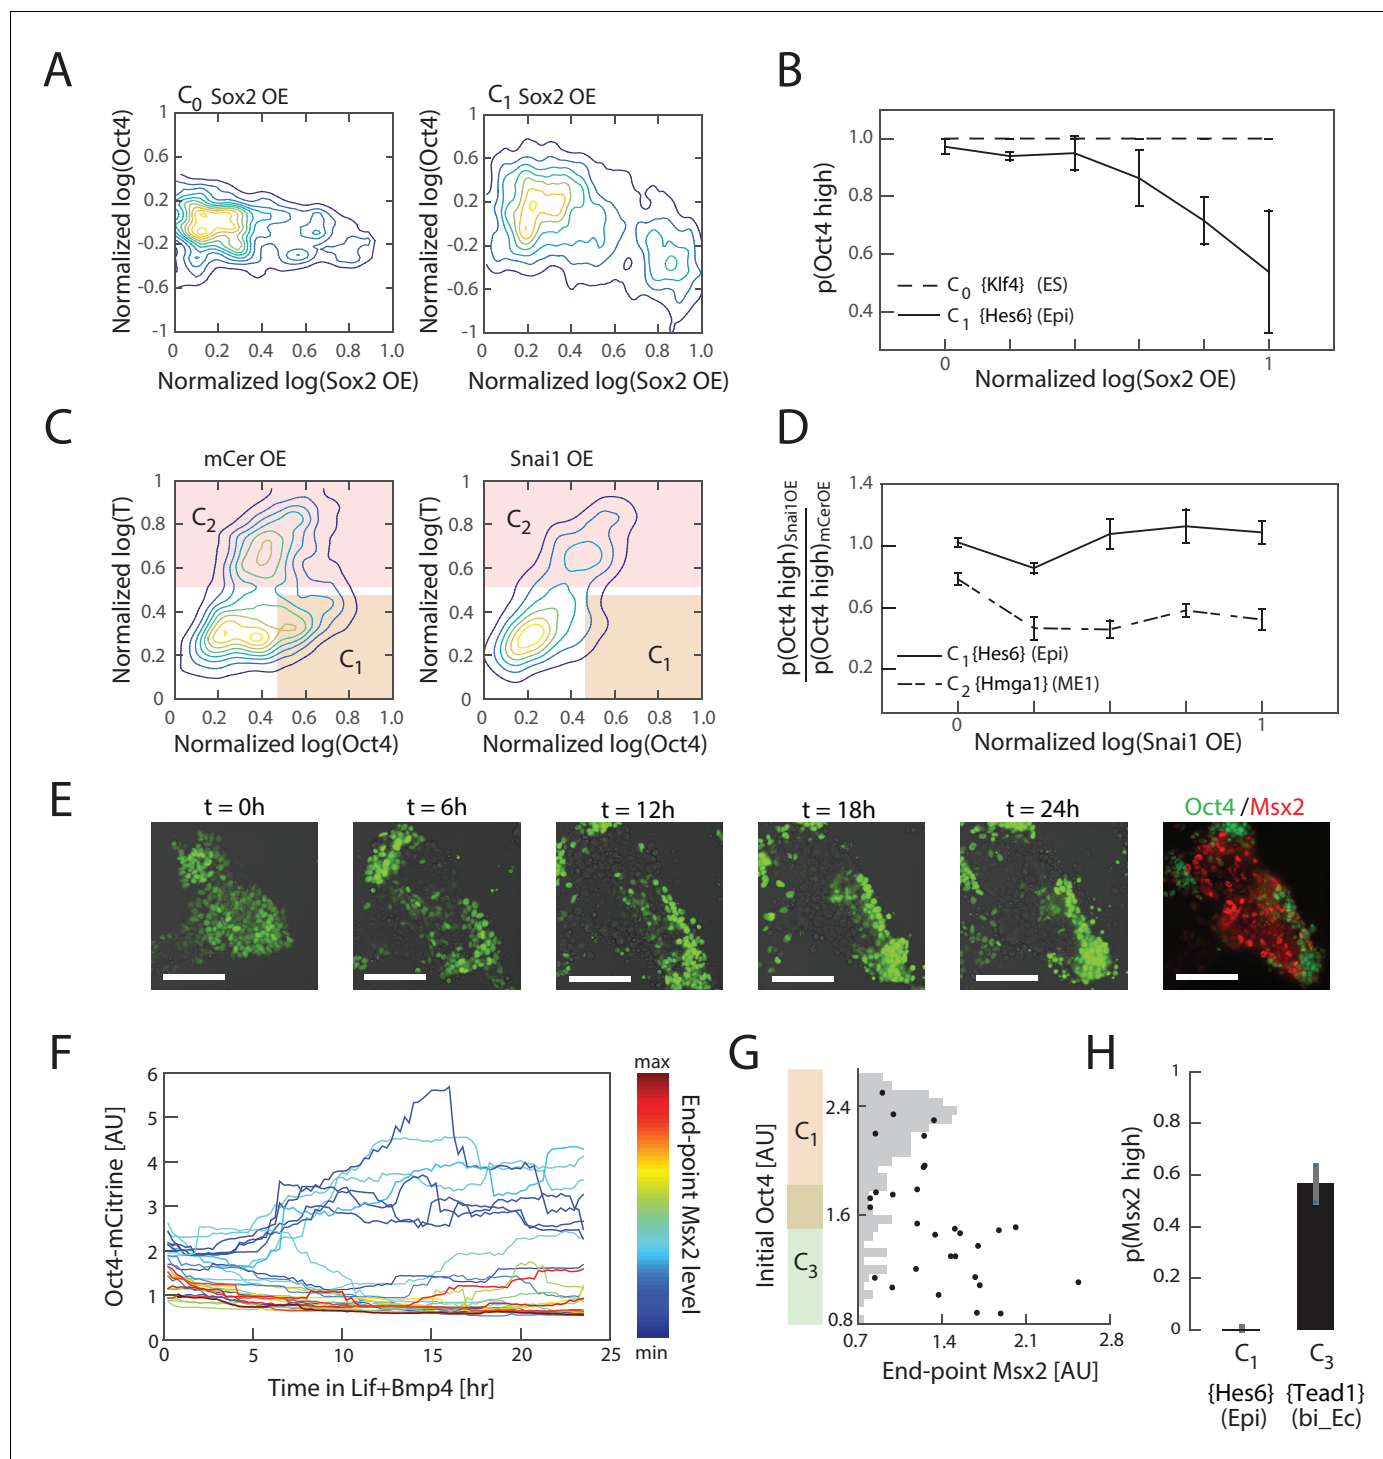 A
C0 Sox2 OE
C1 Sox2 OE
Normalized log(Oct4)
1
0.6
0.2
-0.2
-0.6
-1
0 0.2 0.4 0.6 0.8 1.0
Normalized log(Sox2 OE)
Normalized log(Oct4)
1
0.6
0.2
-0.2
-0.6
-1
0 0.2 0.4 0.6 0.8 1.0
Normalized log(Sox2 OE)
B
p(Oct4 high)
1.0
0.8
0.6
0.4
C0 {Klf4} (ES)
C1 {Hes6} (Epi)
0 1
Normalized log(Sox2 OE)
C
mCer OE
Snai1 OE
Normalized log(T)
1
0.8
0.6
0.4
0.2
0
C2
C1
0 0.2 0.4 0.6 0.8 1.0
Normalized log(Oct4)
Normalized log(T)
1
0.8
0.6
0.4
0.2
0
C2
C1
0 0.2 0.4 0.6 0.8 1.0
Normalized log(Oct4)
D
p(Oct4 high)Snai1OE
p(Oct4 high)mCerOE
1.4
1.0
0.6
0.2
C1 {Hes6} (Epi)
C2 {Hmga1} (ME1)
0 1
Normalized log(Snai1 OE)
E
t = 0h
t = 6h
t = 12h
t = 18h
t = 24h
Oct4 /Msx2
F
Oct4-mCitrine [AU]
6
5
4
3
2
1
0
0 5 10 15 20 25
Time in Lif+Bmp4 [hr]
max
End-point Msx2 level
min
G
Initial Oct4 [AU]
C1
C3
2.4
1.6
0.8
0.7 1.4 2.1 2.8
End-point Msx2 [AU]
H
p(Msx2 high)
1
0.8
0.6
0.4
0.2
0
C1 C3
{Hes6} {Tead1}
(Epi) (bi_Ec)